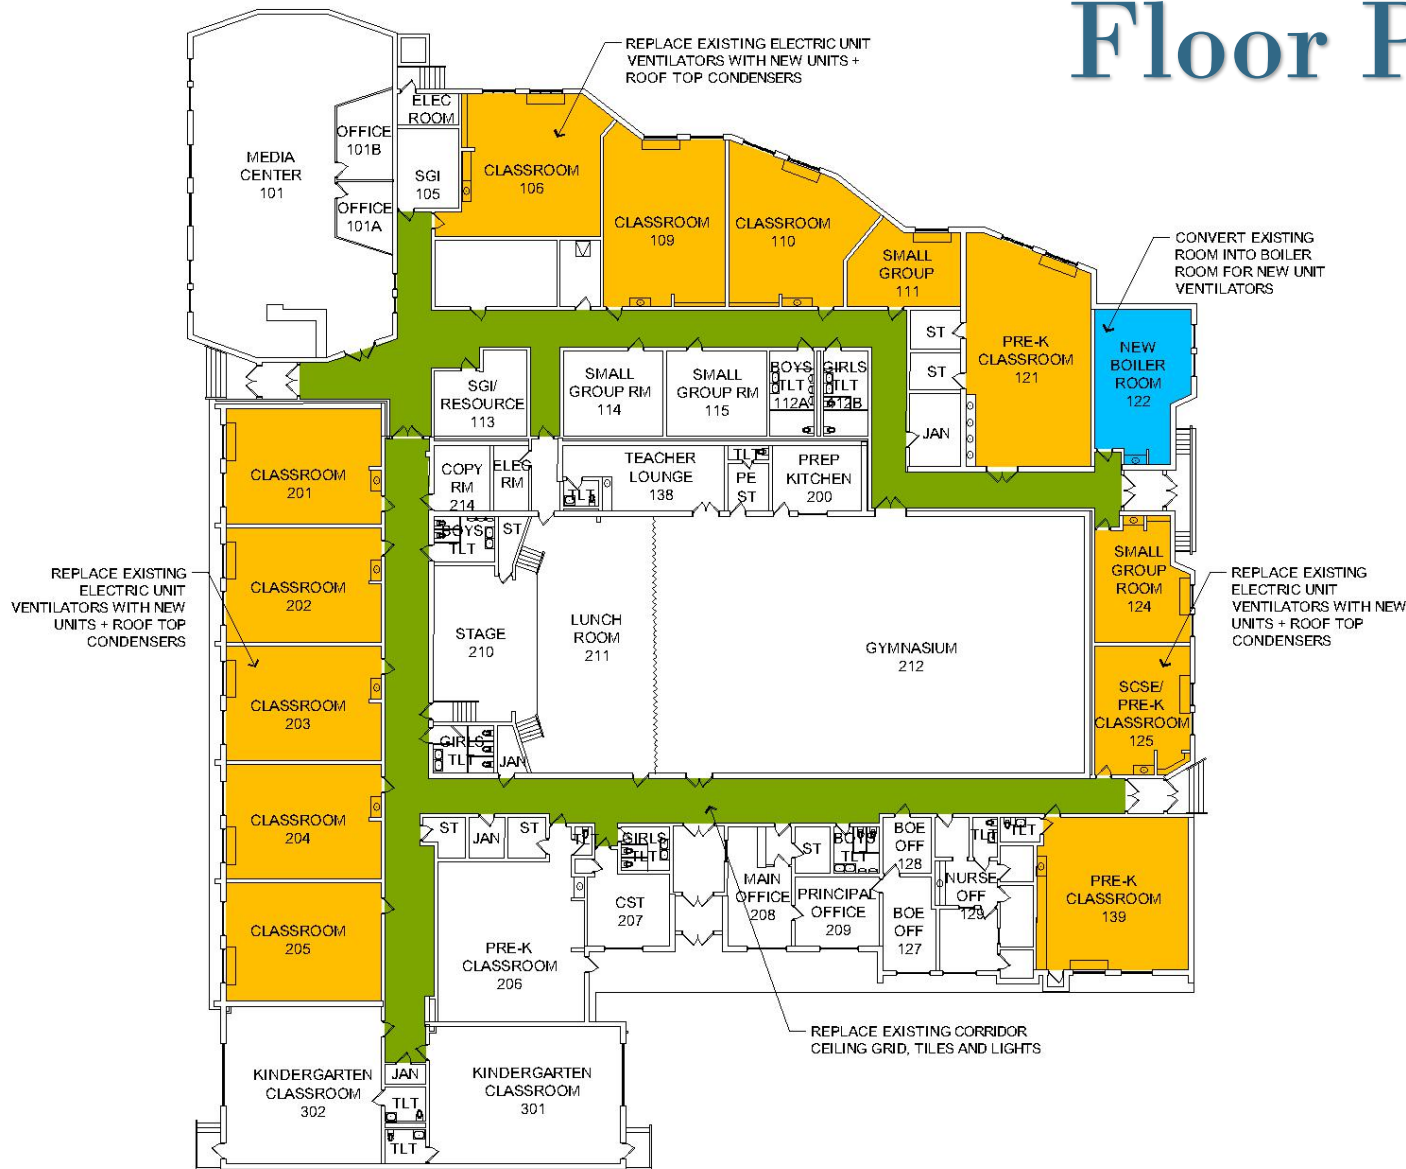 Floor P
REPLACE EXISTING ELECTRIC UNIT
VENTILATORS WITH NEW UNITS +
ROOF TOP CONDENSERS
ELEC
ROOM
OFFICE
101B
MEDIA
CENTER
101
SGI
105
CLASSROOM
106
OFFICE
101A
CLASSROOM
109
CLASSROOM
110
SMALL
GROUP
111
CONVERT EXISTING
ROOM INTO BOILER
ROOM FOR NEW UNIT
VENTILATORS
ST
PRE-K
CLASSROOM
121
NEW
BOILER
ROOM
122
ST
SGI/
RESOURCE
113
SMALL
GROUP RM
114
SMALL
GROUP RM
115
BOYS
TLT
112A
GIRLS
TLT
112B
JAN
CLASSROOM
201
COPY
RM
214
ELEC
RM
TEACHER
LOUNGE
138
TLT
TLT
PE
ST
PREP
KITCHEN
200
BOYS
TLT
ST
REPLACE EXISTING
ELECTRIC UNIT
VENTILATORS WITH NEW
UNITS + ROOF TOP
CONDENSERS
CLASSROOM
202
SMALL
GROUP
ROOM
124
REPLACE EXISTING
ELECTRIC UNIT
VENTILATORS WITH NEW
UNITS + ROOF TOP
CONDENSERS
STAGE
210
LUNCH
ROOM
211
GYMNASIUM
212
CLASSROOM
203
SCSE/
PRE-K
CLASSROOM
125
GIRLS
TLT
JAN
CLASSROOM
204
ST
JAN
ST
TLT
GIRLS
TLT
MAIN
OFFICE
208
ST
BOYS
TLT
BOE
OFF
128
TLT
TLT
NURSE
OFF
129
PRE-K
CLASSROOM
139
CST
207
PRINCIPAL
OFFICE
209
BOE
OFF
127
CLASSROOM
205
PRE-K
CLASSROOM
206
REPLACE EXISTING CORRIDOR
CEILING GRID, TILES AND LIGHTS
KINDERGARTEN
CLASSROOM
302
JAN
TLT
TLT
KINDERGARTEN
CLASSROOM
301